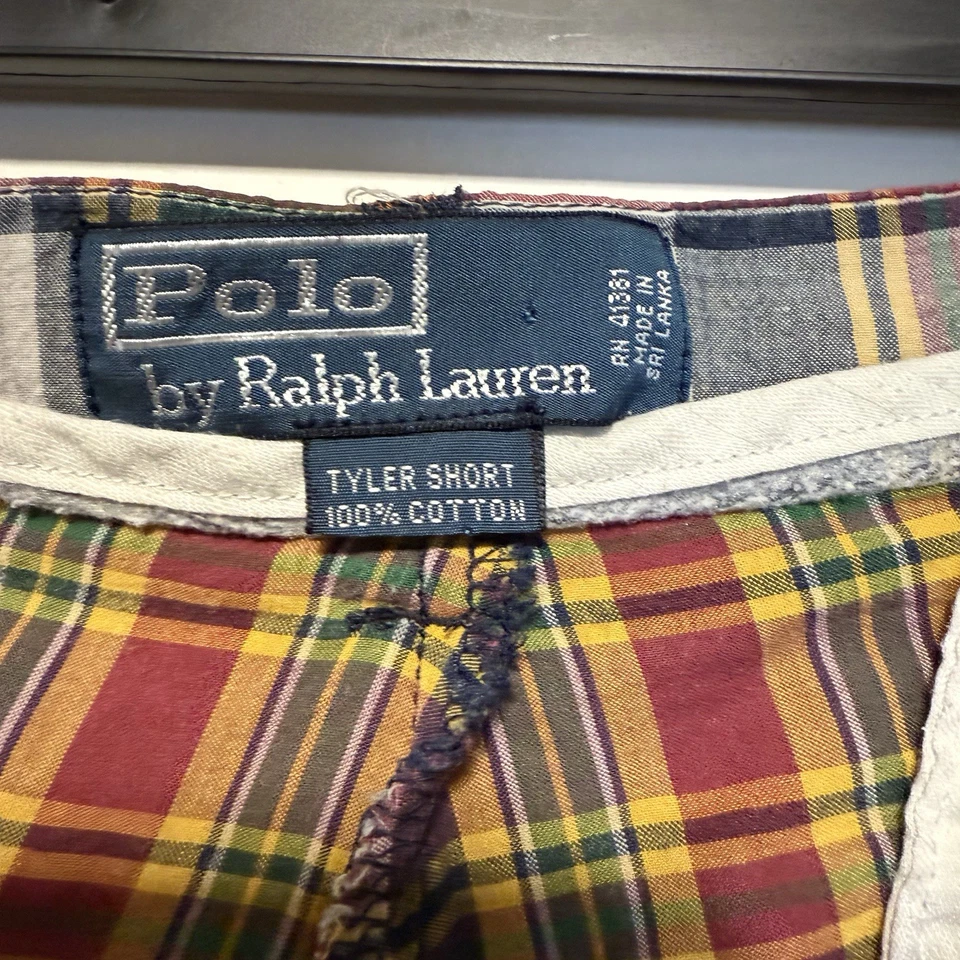 Polo
by Ralph Lauren
RN 41381
MADE IN
SRI LANKA
TYLER SHORT
100% COTTON